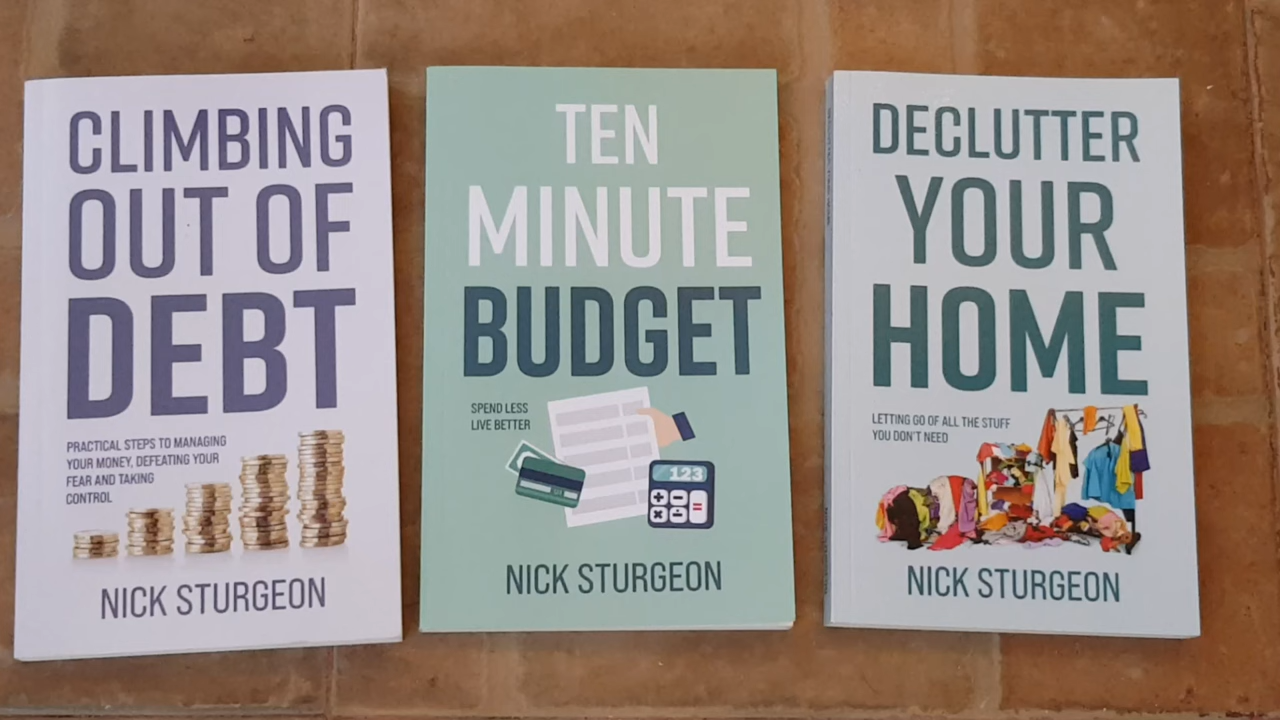 CLIMBING
OUT OF
DEBT
PRACTICAL STEPS TO MANAGING
YOUR MONEY, DEFEATING YOUR
FEAR AND TAKING
CONTROL
NICK STURGEON
TEN
MINUTE
BUDGET
SPEND LESS
LIVE BETTER
123
NICK STURGEON
DECLUTTER
YOUR
HOME
LETTING GO OF ALL THE STUFF
YOU DON'T NEED
NICK STURGEON